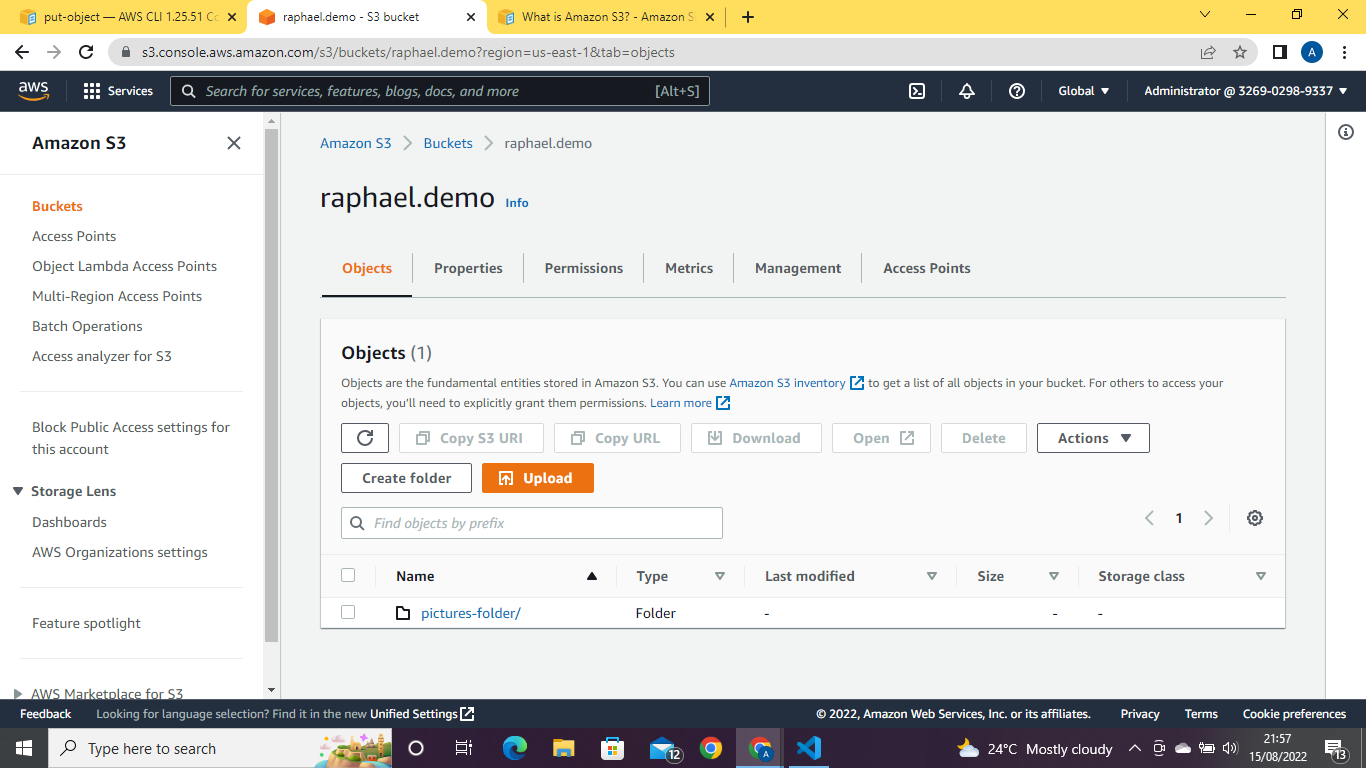 put-object — AWS CLI 1.25.51 Co
raphael.demo - S3 bucket
What is Amazon S3? - Amazon S
s3.console.aws.amazon.com/s3/buckets/raphael.demo?region=us-east-1&tab=objects
A
aws
Services
Search for services, features, blogs, docs, and more
[Alt+S]
Global
Administrator @ 3269-0298-9337
Amazon S3
Buckets
Access Points
Object Lambda Access Points
Multi-Region Access Points
Batch Operations
Access analyzer for S3
Block Public Access settings for
this account
Storage Lens
Dashboards
AWS Organizations settings
Feature spotlight
AWS Marketplace for S3
Amazon S3 Buckets raphael.demo
raphael.demo Info
Objects Properties Permissions Metrics Management Access Points
Objects (1)
Objects are the fundamental entities stored in Amazon S3. You can use Amazon S3 inventory to get a list of all objects in your bucket. For others to access your
objects, you'll need to explicitly grant them permissions. Learn more
Copy S3 URI Copy URL Download Open Delete Actions
Create folder Upload
Find objects by prefix
1
Name Type Last modified Size Storage class
pictures-folder/ Folder - - -
Feedback Looking for language selection? Find it in the new Unified Settings
© 2022, Amazon Web Services, Inc. or its affiliates. Privacy Terms Cookie preferences
Type here to search
12
A
24°C Mostly cloudy
21:57
15/08/2022
13